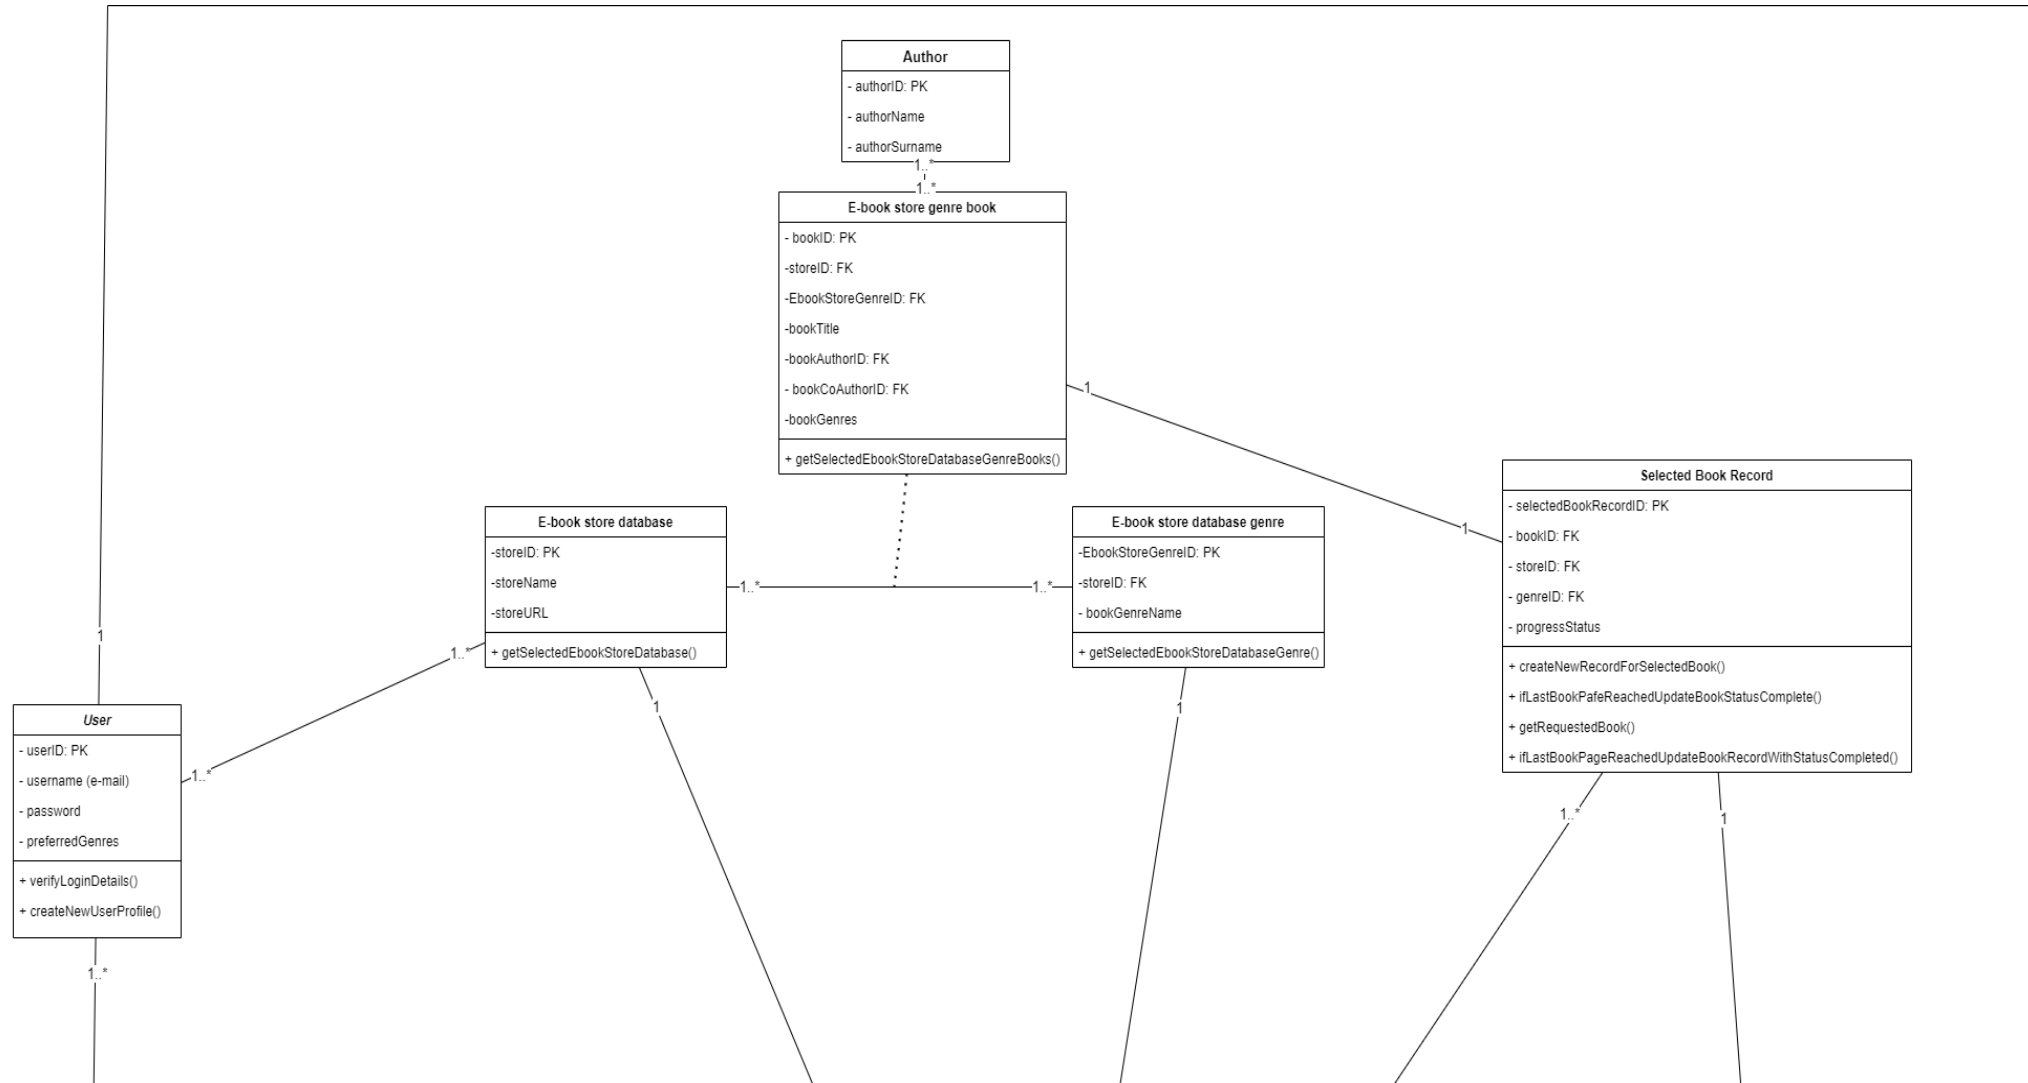 Author
- authorID: PK
- authorName
- authorSurname
1..*
1..*
E-book store genre book
- bookID: PK
-storeID: FK
-EbookStoreGenreID: FK
-bookTitle
-bookAuthorID: FK
- bookCoAuthorID: FK
-bookGenres
+ getSelectedEbookStoreDatabaseGenreBooks()
1
1
Selected Book Record
- selectedBookRecordID: PK
- bookID: FK
- storeID: FK
- genreID: FK
- progressStatus
+ createNewRecordForSelectedBook()
+ ifLastBookPafeReachedUpdateBookStatusComplete()
+ getRequestedBook()
+ ifLastBookPageReachedUpdateBookRecordWithStatusCompleted()
1..*
1
E-book store database
-storeID: PK
-storeName
-storeURL
+ getSelectedEbookStoreDatabase()
1..*
1..*
E-book store database genre
-EbookStoreGenreID: PK
-storeID: FK
- bookGenreName
+ getSelectedEbookStoreDatabaseGenre()
1
1..*
1
1
User
- userID: PK
- username (e-mail)
- password
- preferredGenres
+ verifyLoginDetails()
+ createNewUserProfile()
1..*
1..*